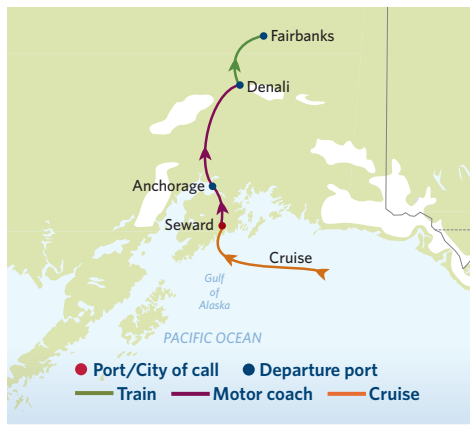 Fairbanks
Denali
Anchorage
Seward
Cruise
Gulf
of
Alaska
PACIFIC OCEAN
Port/City of call Departure port
Train Motor coach Cruise